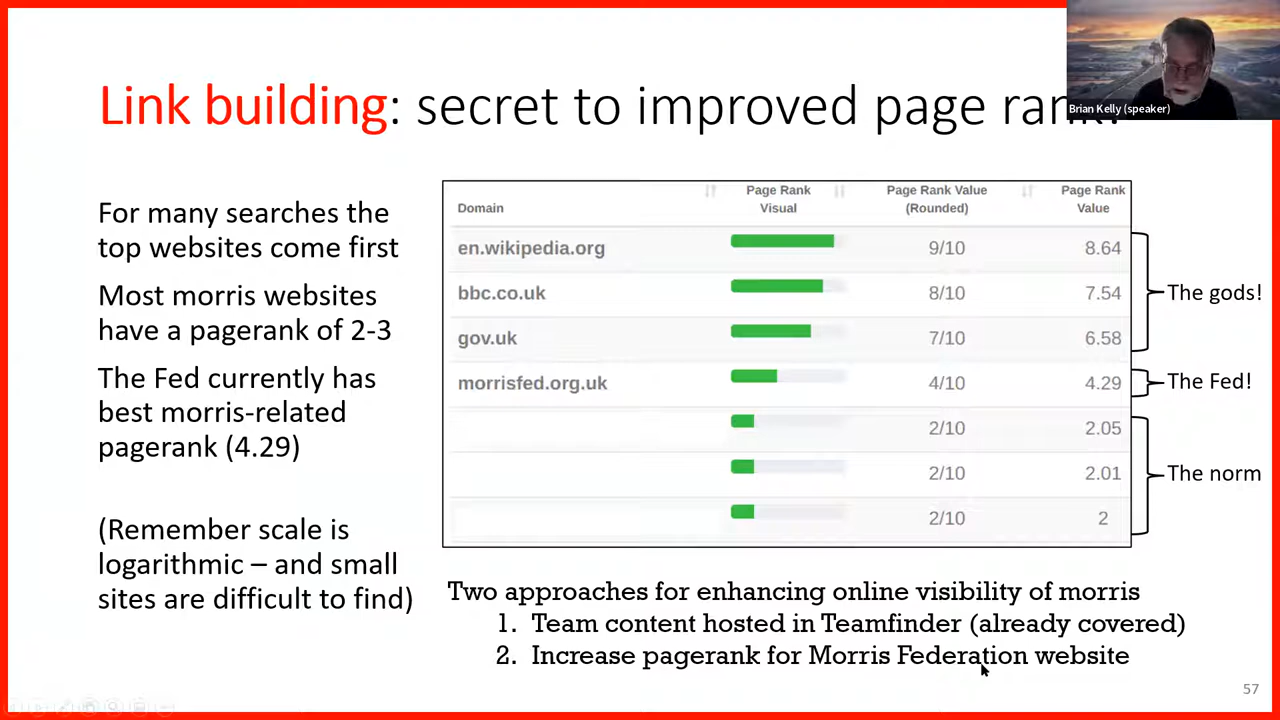 Link building: secret to improved page rank!
Brian Kelly (speaker)
For many searches the
top websites come first
Most morris websites
have a pagerank of 2-3
The Fed currently has
best morris-related
pagerank (4.29)
(Remember scale is
logarithmic – and small
sites are difficult to find)
Domain Page Rank Visual Page Rank Value (Rounded) Page Rank Value
en.wikipedia.org 9/10 8.64
bbc.co.uk 8/10 7.54
gov.uk 7/10 6.58
morrisfed.org.uk 4/10 4.29
2/10 2.05
2/10 2.01
2/10 2
The gods!
The Fed!
The norm
Two approaches for enhancing online visibility of morris
1. Team content hosted in Teamfinder (already covered)
2. Increase pagerank for Morris Federation website
57